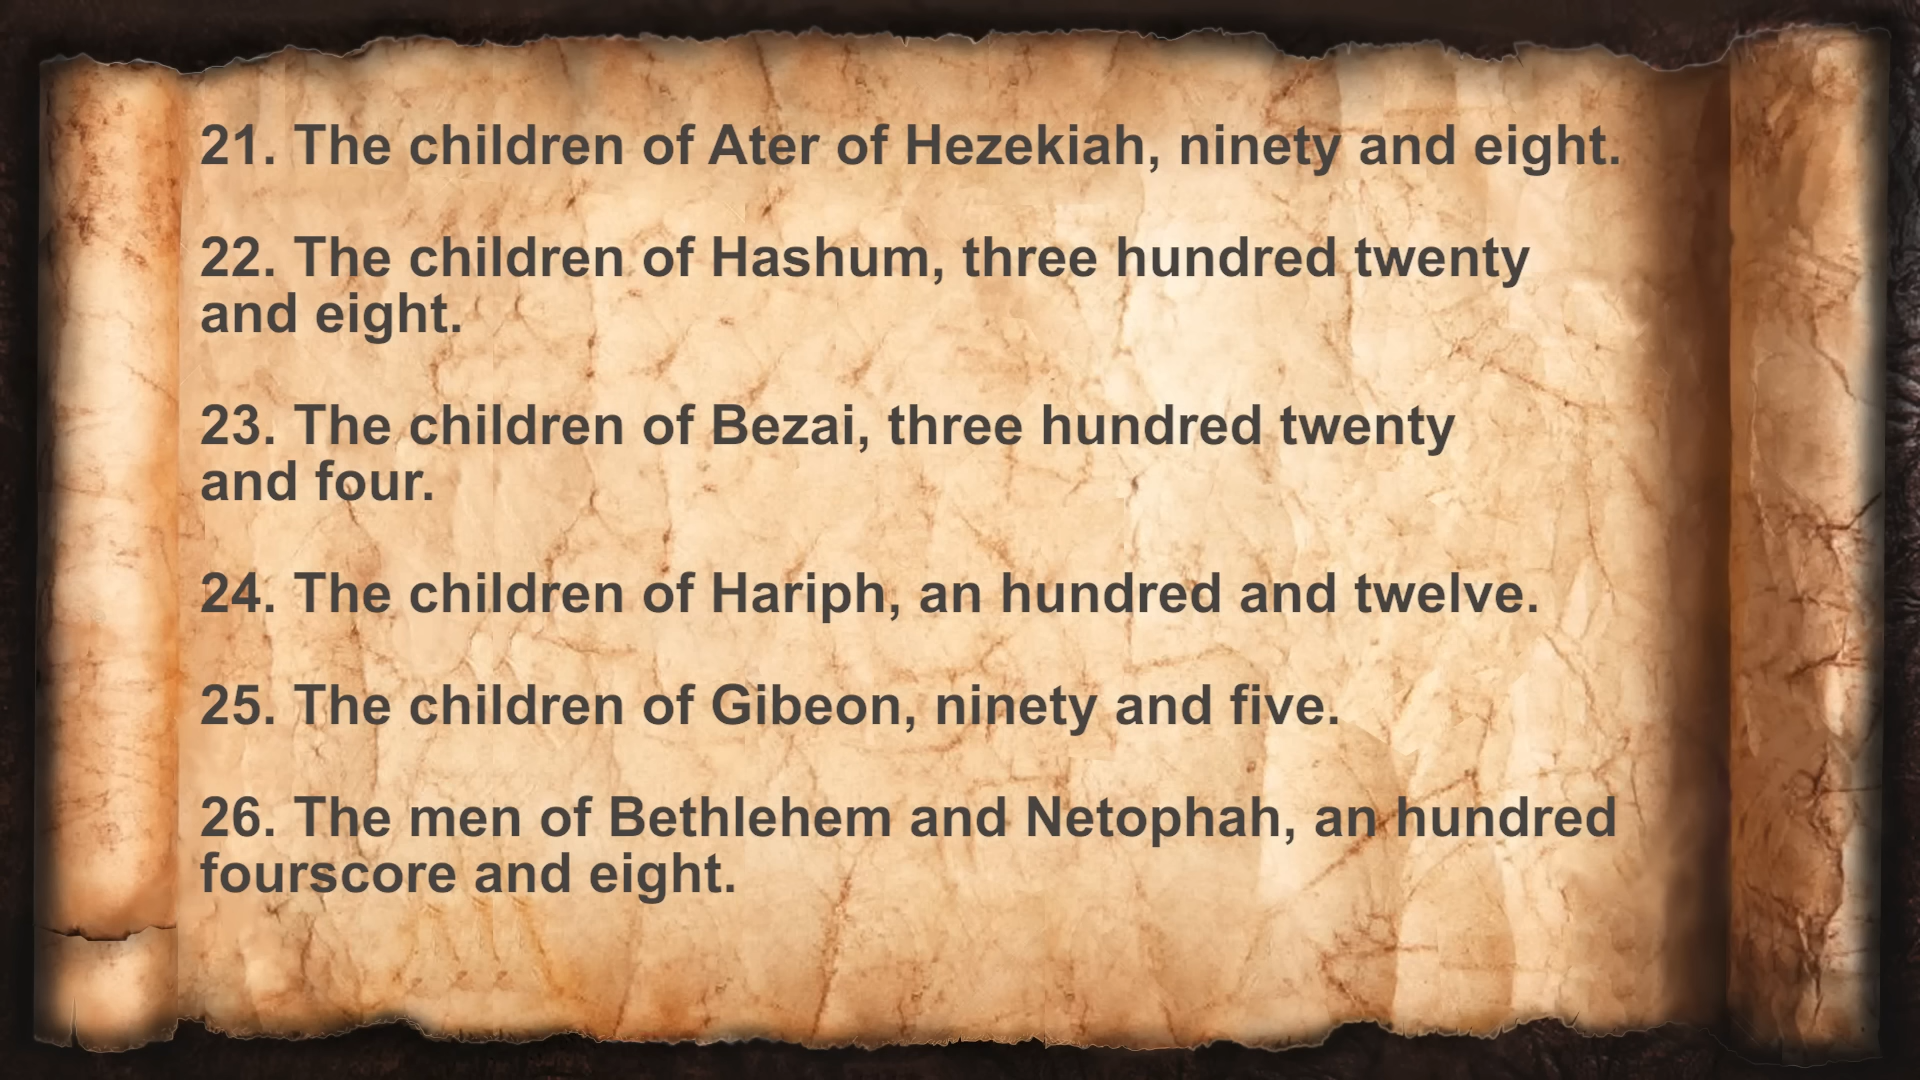 21. The children of Ater of Hezekiah, ninety and eight.
22. The children of Hashum, three hundred twenty
and eight.
23. The children of Bezai, three hundred twenty
and four.
24. The children of Hariph, an hundred and twelve.
25. The children of Gibeon, ninety and five.
26. The men of Bethlehem and Netophah, an hundred
fourscore and eight.